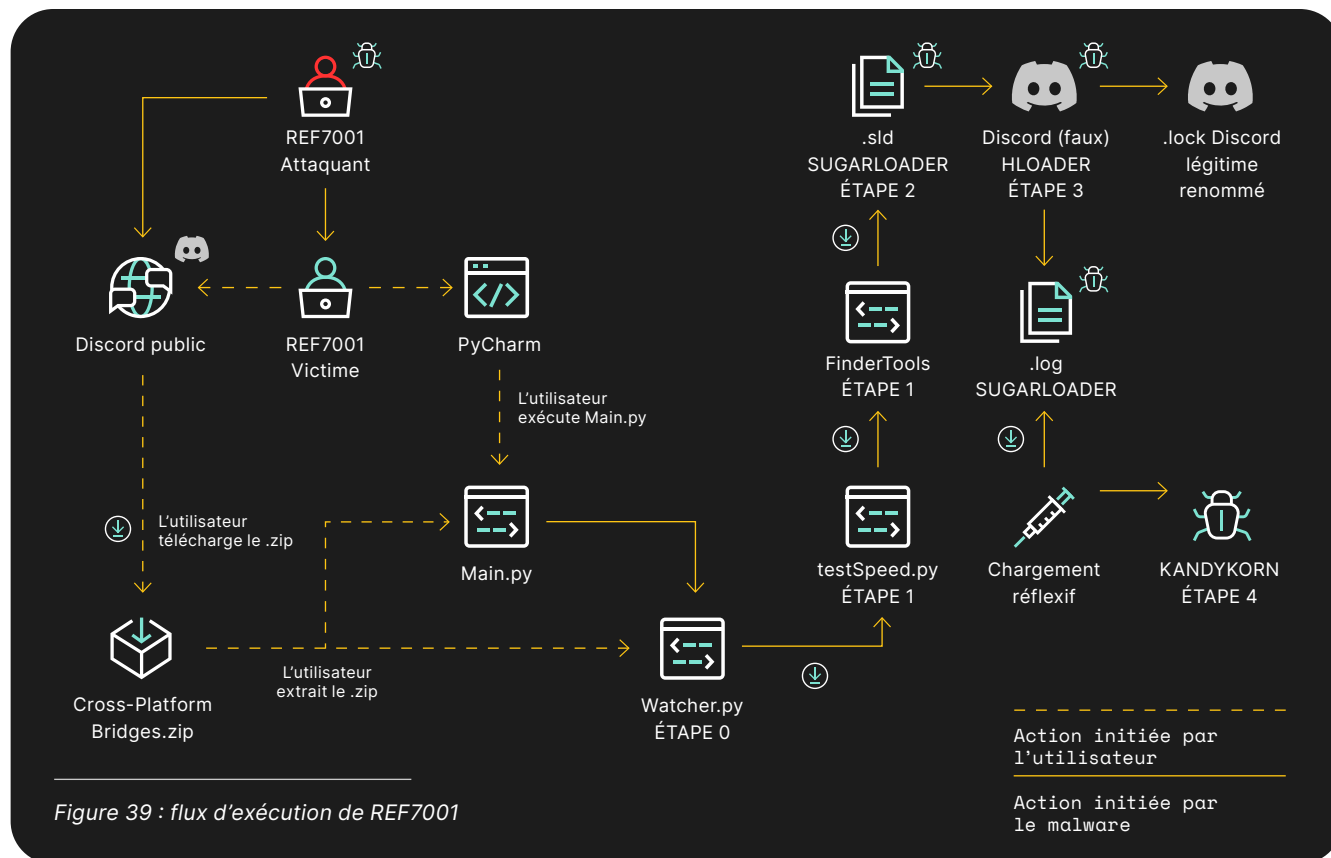 REF7001
Attaquant
.sld
SUGARLOADER
ÉTAPE 2
Discord (faux)
HLOADER
ÉTAPE 3
.lock Discord
légitime
renommé
Discord public
REF7001
Victime
PyCharm
FinderTools
ÉTAPE 1
.log
SUGARLOADER
L’utilisateur
exécute Main.py
L’utilisateur
télécharge le .zip
Main.py
testSpeed.py
ÉTAPE 1
Chargement
réflexif
KANDYKORN
ÉTAPE 4
L’utilisateur
extrait le .zip
Cross-Platform
Bridges.zip
Watcher.py
ÉTAPE 0
Action initiée par
l’utilisateur
Action initiée par
le malware
Figure 39 : flux d’exécution de REF7001